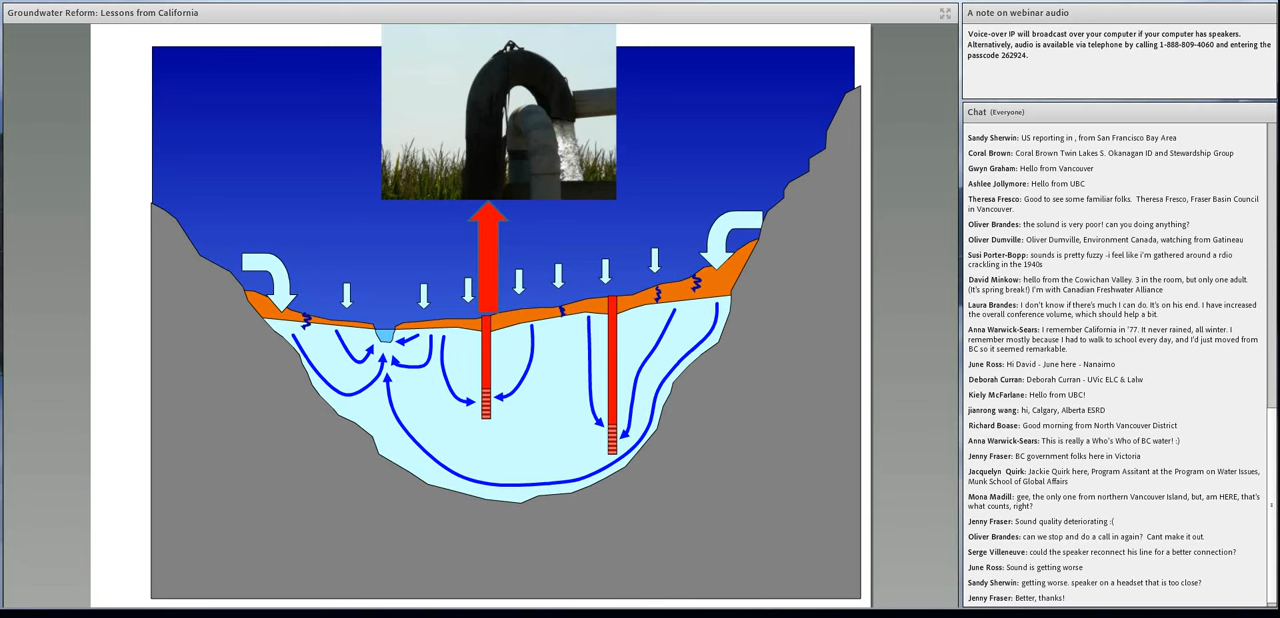 Groundwater Reform: Lessons from California
A note on webinar audio
Voice-over IP will broadcast over your computer if your computer has speakers.
Alternatively, audio is available via telephone by calling 1-888-809-4060 and entering the
passcode 262924.
Chat (Everyone)
Sandy Sherwin: US reporting in , from San Francisco Bay Area
Coral Brown: Coral Brown Twin Lakes S. Okanagan ID and Stewardship Group
Gwyn Graham: Hello from Vancouver
Ashlee Jollymore: Hello from UBC
Theresa Fresco: Good to see some familiar folks.  Theresa Fresco, Fraser Basin Council
in Vancouver.
Oliver Brandes: the solund is very poor! can you doing anything?
Oliver Dumville: Oliver Dumville, Environment Canada, watching from Gatineau
Susi Porter-Bopp: sounds is pretty fuzzy -i feel like i'm gathered around a rdio
crackling in the 1940s
David Minkow: hello from the Cowichan Valley. 3 in the room, but only one adult.
(It's spring break!) I'm with Canadian Freshwater Alliance
Laura Brandes: I don't know if there's much I can do. It's on his end. I have increased
the overall conference volume, which should help a bit.
Anna Warwick-Sears: I remember California in '77. It never rained, all winter. I
remember mostly because I had to walk to school every day, and I'd just moved from
BC so it seemed remarkable.
June Ross: Hi David - June here - Nanaimo
Deborah Curran: Deborah Curran - UVic ELC & Lalw
Kiely McFarlane: Hello from UBC!
jianrong wang: hi, Calgary, Alberta ESRD
Richard Boase: Good morning from North Vancouver District
Anna Warwick-Sears: This is really a Who's Who of BC water! :)
Jenny Fraser: BC government folks here in Victoria
Jacquelyn  Quirk: Jackie Quirk here, Program Assitant at the Program on Water Issues,
Munk School of Global Affairs
Mona Madill: gee, the only one from northern Vancouver Island, but, am HERE, that's
what counts, right?
Jenny Fraser: Sound quality deteriorating :(
Oliver Brandes: can we stop and do a call in again?  Cant make it out.
Serge Villeneuve: could the speaker reconnect his line for a better connection?
June Ross: Sound is getting worse
Sandy Sherwin: getting worse. speaker on a headset that is too close?
Jenny Fraser: Better, thanks!